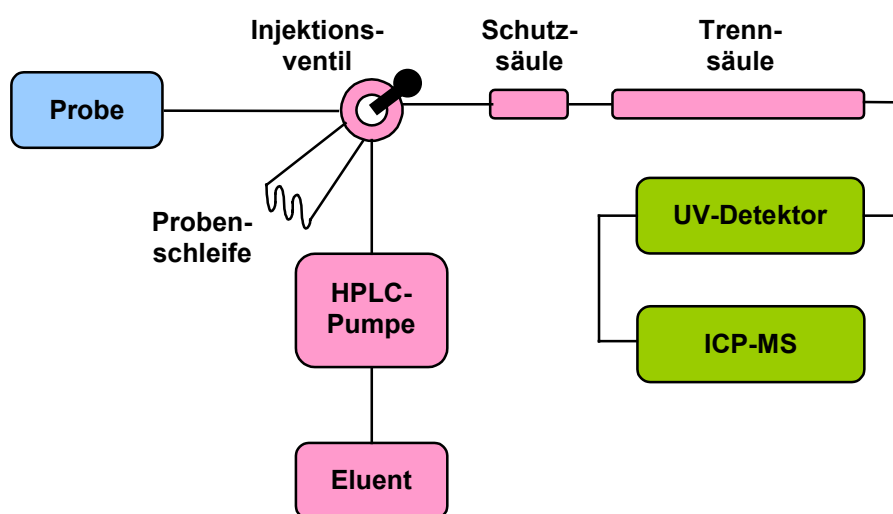 Injektions-
ventil
Schutz-
säule
Trenn-
säule
Probe
Proben-
schleife
UV-Detektor
HPLC-
Pumpe
ICP-MS
Eluent